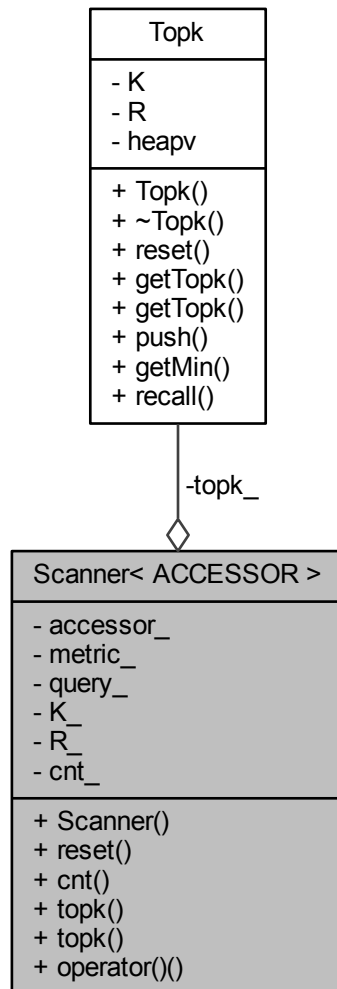 Topk
- K
- R
- heapv
+ Topk()
+ ~Topk()
+ reset()
+ getTopk()
+ getTopk()
+ push()
+ getMin()
+ recall()
-topk_
Scanner< ACCESSOR >
- accessor_
- metric_
- query_
- K_
- R_
- cnt_
+ Scanner()
+ reset()
+ cnt()
+ topk()
+ topk()
+ operator()()